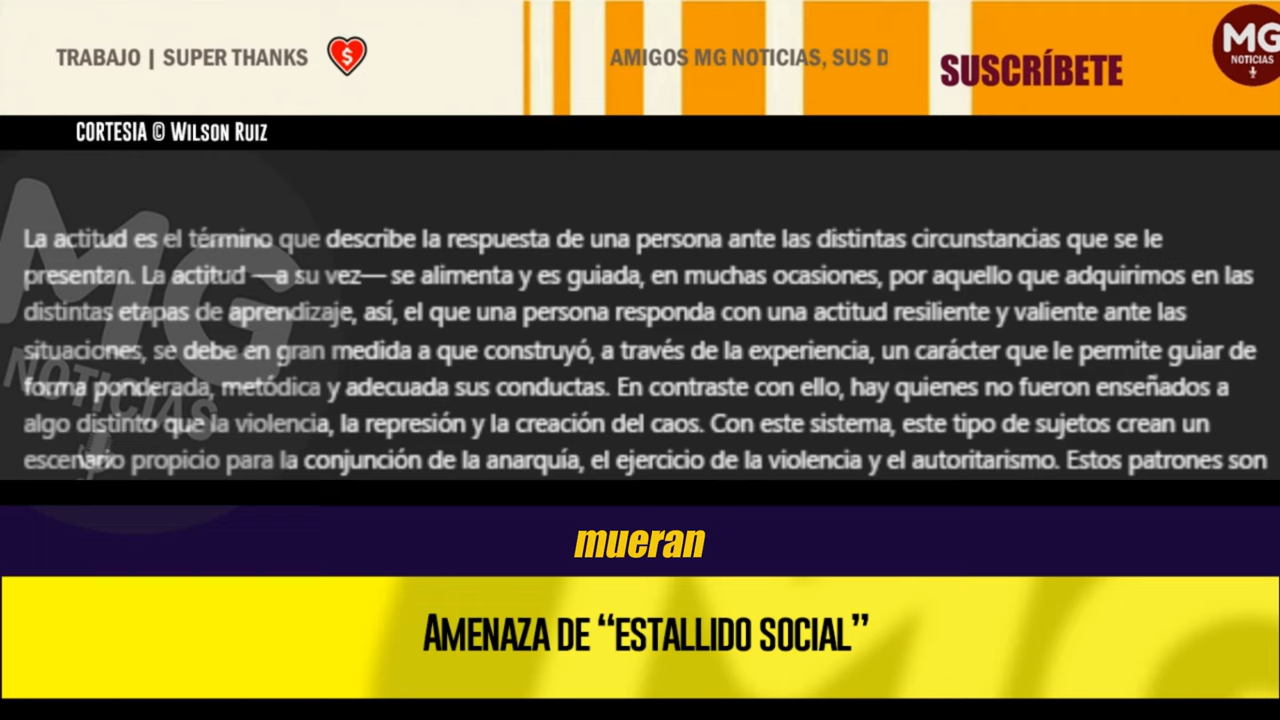 TRABAJO | SUPER THANKS
AMIGOS MG NOTICIAS, SUS D
SUSCRÍBETE
MG
NOTICIAS
CORTESIA © WILSON RUIZ
La actitud es el término que describe la respuesta de una persona ante las distintas circunstancias que se le
presentan. La actitud —a su vez— se alimenta y es guiada, en muchas ocasiones, por aquello que adquirimos en las
distintas etapas de aprendizaje, así, el que una persona responda con una actitud resiliente y valiente ante las
situaciones, se debe en gran medida a que construyó, a través de la experiencia, un carácter que le permite guiar de
forma ponderada, metódica y adecuada sus conductas. En contraste con ello, hay quienes no fueron enseñados a
algo distinto que la violencia, la represión y la creación del caos. Con este sistema, este tipo de sujetos crean un
escenario propicio para la conjunción de la anarquía, el ejercicio de la violencia y el autoritarismo. Estos patrones son
MG
NOTICIAS
mueran
AMENAZA DE “ESTALLIDO SOCIAL”